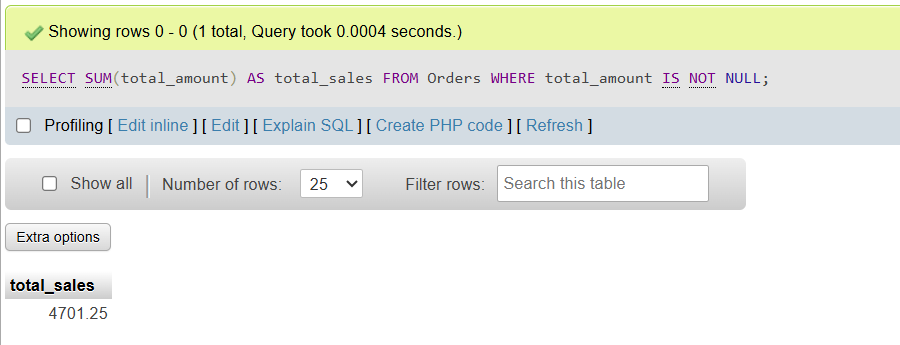 Showing rows 0 - 0 (1 total, Query took 0.0004 seconds.)
SELECT SUM(total_amount) AS total_sales FROM Orders WHERE total_amount IS NOT NULL;
Profiling [ Edit inline ] [ Edit ] [ Explain SQL ] [ Create PHP code ] [ Refresh ]
Show all | Number of rows: 25 Filter rows: Search this table
Extra options
total_sales
4701.25